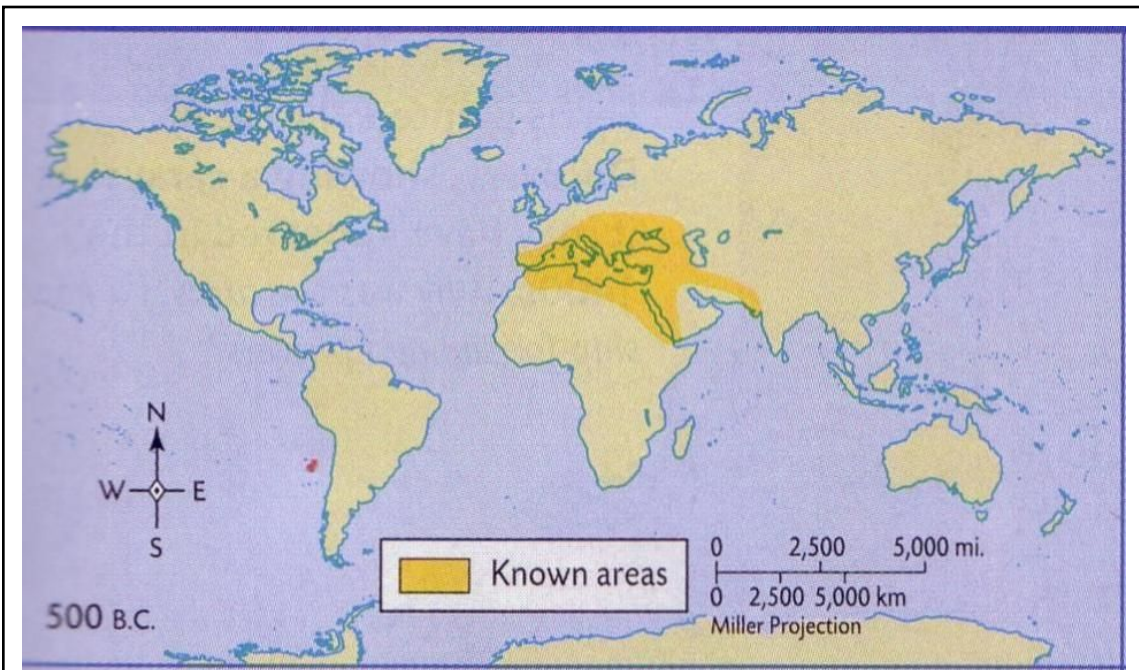 N
W E
S
Known areas
0 2,500 5,000 mi.
0 2,500 5,000 km
Miller Projection
500 B.C.